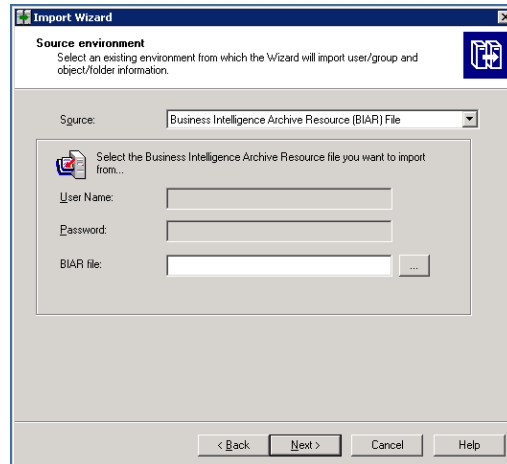 Import Wizard
Source environment
Select an existing environment from which the Wizard will import user/group and
object/folder information.
Source: Business Intelligence Archive Resource (BIAR) File
Select the Business Intelligence Archive Resource file you want to import
from...
User Name:
Password:
BIAR file: ...
< Back Next > Cancel Help